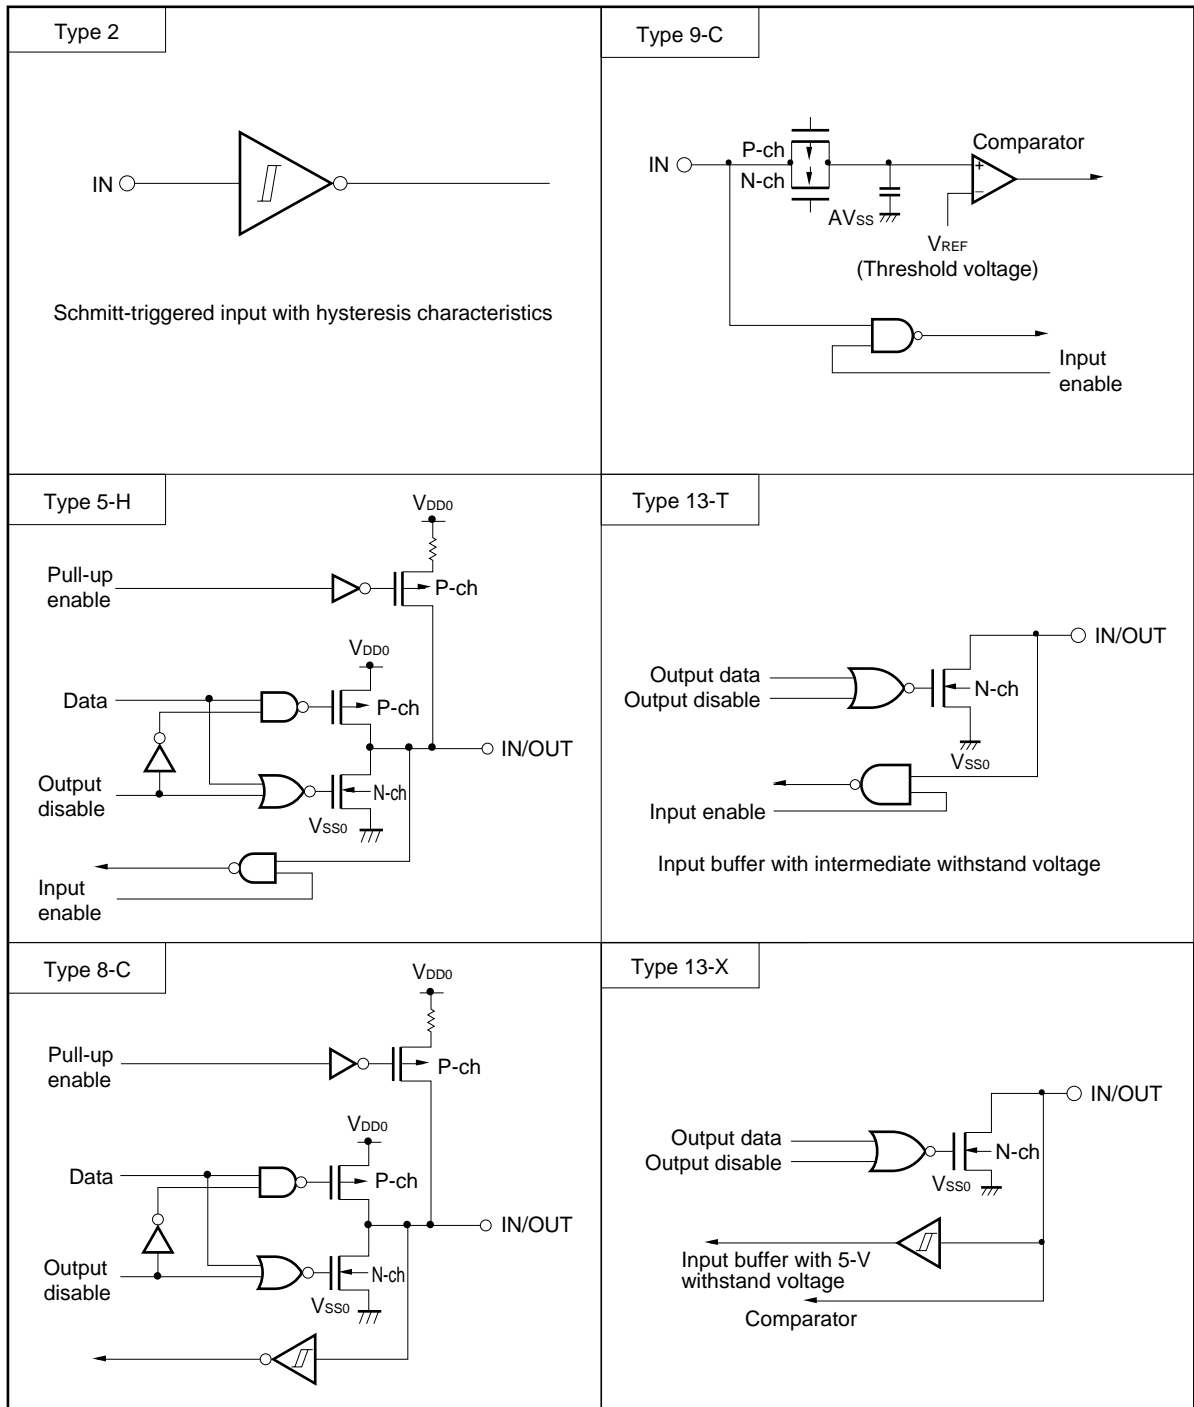 Type 2
IN
Schmitt-triggered input with hysteresis characteristics
Type 9-C
IN
P-ch
N-ch
Comparator
+
−
AVSS
VREF
(Threshold voltage)
Input
enable
Type 5-H
VDD0
Pull-up
enable
P-ch
VDD0
Data
P-ch
IN/OUT
Output
disable
N-ch
VSS0
Input
enable
Type 13-T
IN/OUT
Output data
Output disable
N-ch
VSS0
Input enable
Input buffer with intermediate withstand voltage
Type 8-C
VDD0
Pull-up
enable
P-ch
VDD0
Data
P-ch
IN/OUT
Output
disable
N-ch
VSS0
Type 13-X
IN/OUT
Output data
Output disable
N-ch
VSS0
Input buffer with 5-V
withstand voltage
Comparator